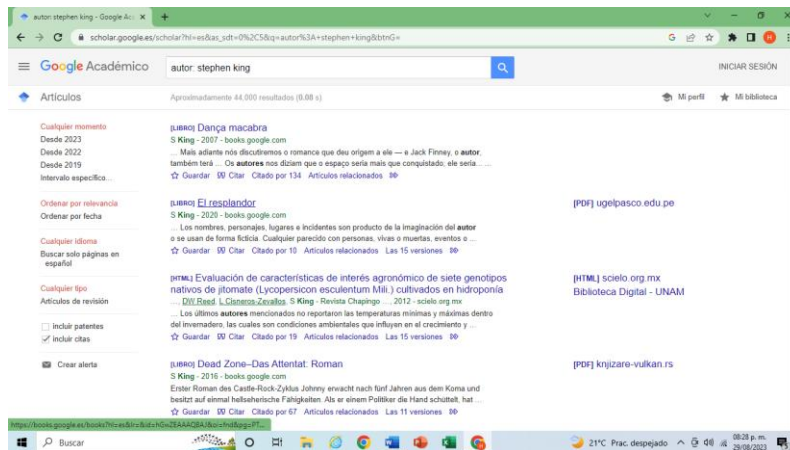 autor: stephen king - Google Aca
scholar.google.es/scholar?hl=es&as_sdt=0%2C5&q=autor%3A+stephen+king&btnG=
Google Académico
autor: stephen king
INICIAR SESIÓN
Artículos
Aproximadamente 44.000 resultados (0.08 s)
Mi perfil
Mi biblioteca
Cualquier momento
Desde 2023
Desde 2022
Desde 2019
Intervalo específico...
Ordenar por relevancia
Ordenar por fecha
Cualquier idioma
Buscar solo páginas en
español
Cualquier tipo
Artículos de revisión
incluir patentes
incluir citas
Crear alerta
[LIBRO] Dança macabra
S King - 2007 - books.google.com
... Mais adiante nós discutiremos o romance que deu origem a ele — e Jack Finney, o autor,
também terá ... Os autores nos diziam que o espaço seria mais que conquistado; ele seria ...
Guardar Citar Citado por 134 Artículos relacionados
[LIBRO] El resplandor
S King - 2020 - books.google.com
... Los nombres, personajes, lugares e incidentes son producto de la imaginación del autor
o se usan de forma ficticia. Cualquier parecido con personas, vivas o muertas, eventos o ...
Guardar Citar Citado por 10 Artículos relacionados Las 15 versiones
[PDF] ugelpasco.edu.pe
[HTML] Evaluación de características de interés agronómico de siete genotipos
nativos de jitomate (Lycopersicon esculentum Mili.) cultivados en hidroponía
..., DW Reed, L Cisneros-Zevallos, S King - Revista Chapingo ..., 2012 - scielo.org.mx
... Los últimos autores mencionados no reportaron las temperaturas mínimas y máximas dentro
del invernadero, las cuales son condiciones ambientales que influyen en el crecimiento y ...
Guardar Citar Citado por 19 Artículos relacionados Las 15 versiones
[HTML] scielo.org.mx
Biblioteca Digital - UNAM
[LIBRO] Dead Zone–Das Attentat: Roman
S King - 2016 - books.google.com
Erster Roman des Castle-Rock-Zyklus Johnny erwacht nach fünf Jahren aus dem Koma und
besitzt auf einmal hellseherische Fähigkeiten. Als er einem Politiker die Hand schüttelt, hat ...
Guardar Citar Citado por 67 Artículos relacionados Las 11 versiones
[PDF] knjizare-vulkan.rs
Buscar
21°C Prac. despejado
08:28 p. m.
29/08/2023